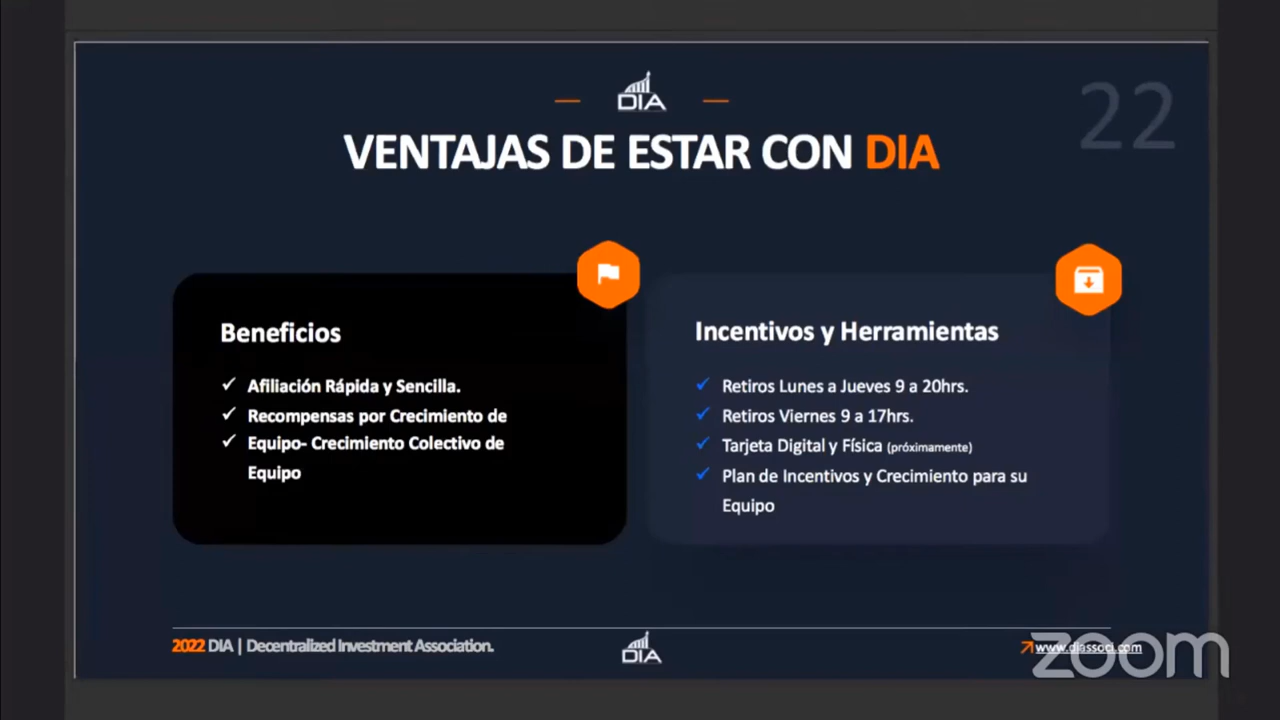 DIA
22
VENTAJAS DE ESTAR CON DIA
Beneficios
Afiliación Rápida y Sencilla.
Recompensas por Crecimiento de
Equipo- Crecimiento Colectivo de
Equipo
Incentivos y Herramientas
Retiros Lunes a Jueves 9 a 20hrs.
Retiros Viernes 9 a 17hrs.
Tarjeta Digital y Física (próximamente)
Plan de Incentivos y Crecimiento para su
Equipo
2022 DIA | Decentralized Investment Association.
DIA
www.diassoci.com
zoom